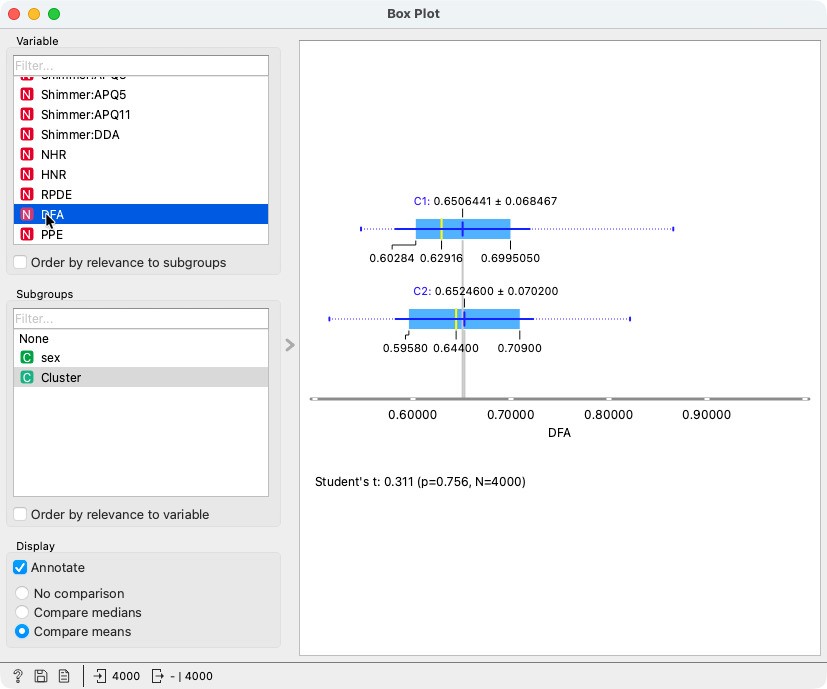 Box Plot
Variable
Filter...
N Shimmer:APQ5
N Shimmer:APQ11
N Shimmer:DDA
N NHR
N HNR
N RPDE
N DFA
N PPE
Order by relevance to subgroups
Subgroups
Filter...
None
C sex
C Cluster
Order by relevance to variable
Display
Annotate
No comparison
Compare medians
Compare means
? 4000 - | 4000
C1: 0.6506441 ± 0.068467
0.60284 0.62916 0.6995050
C2: 0.6524600 ± 0.070200
0.59580 0.64400 0.70900
0.60000 0.70000 0.80000 0.90000
DFA
Student's t: 0.311 (p=0.756, N=4000)